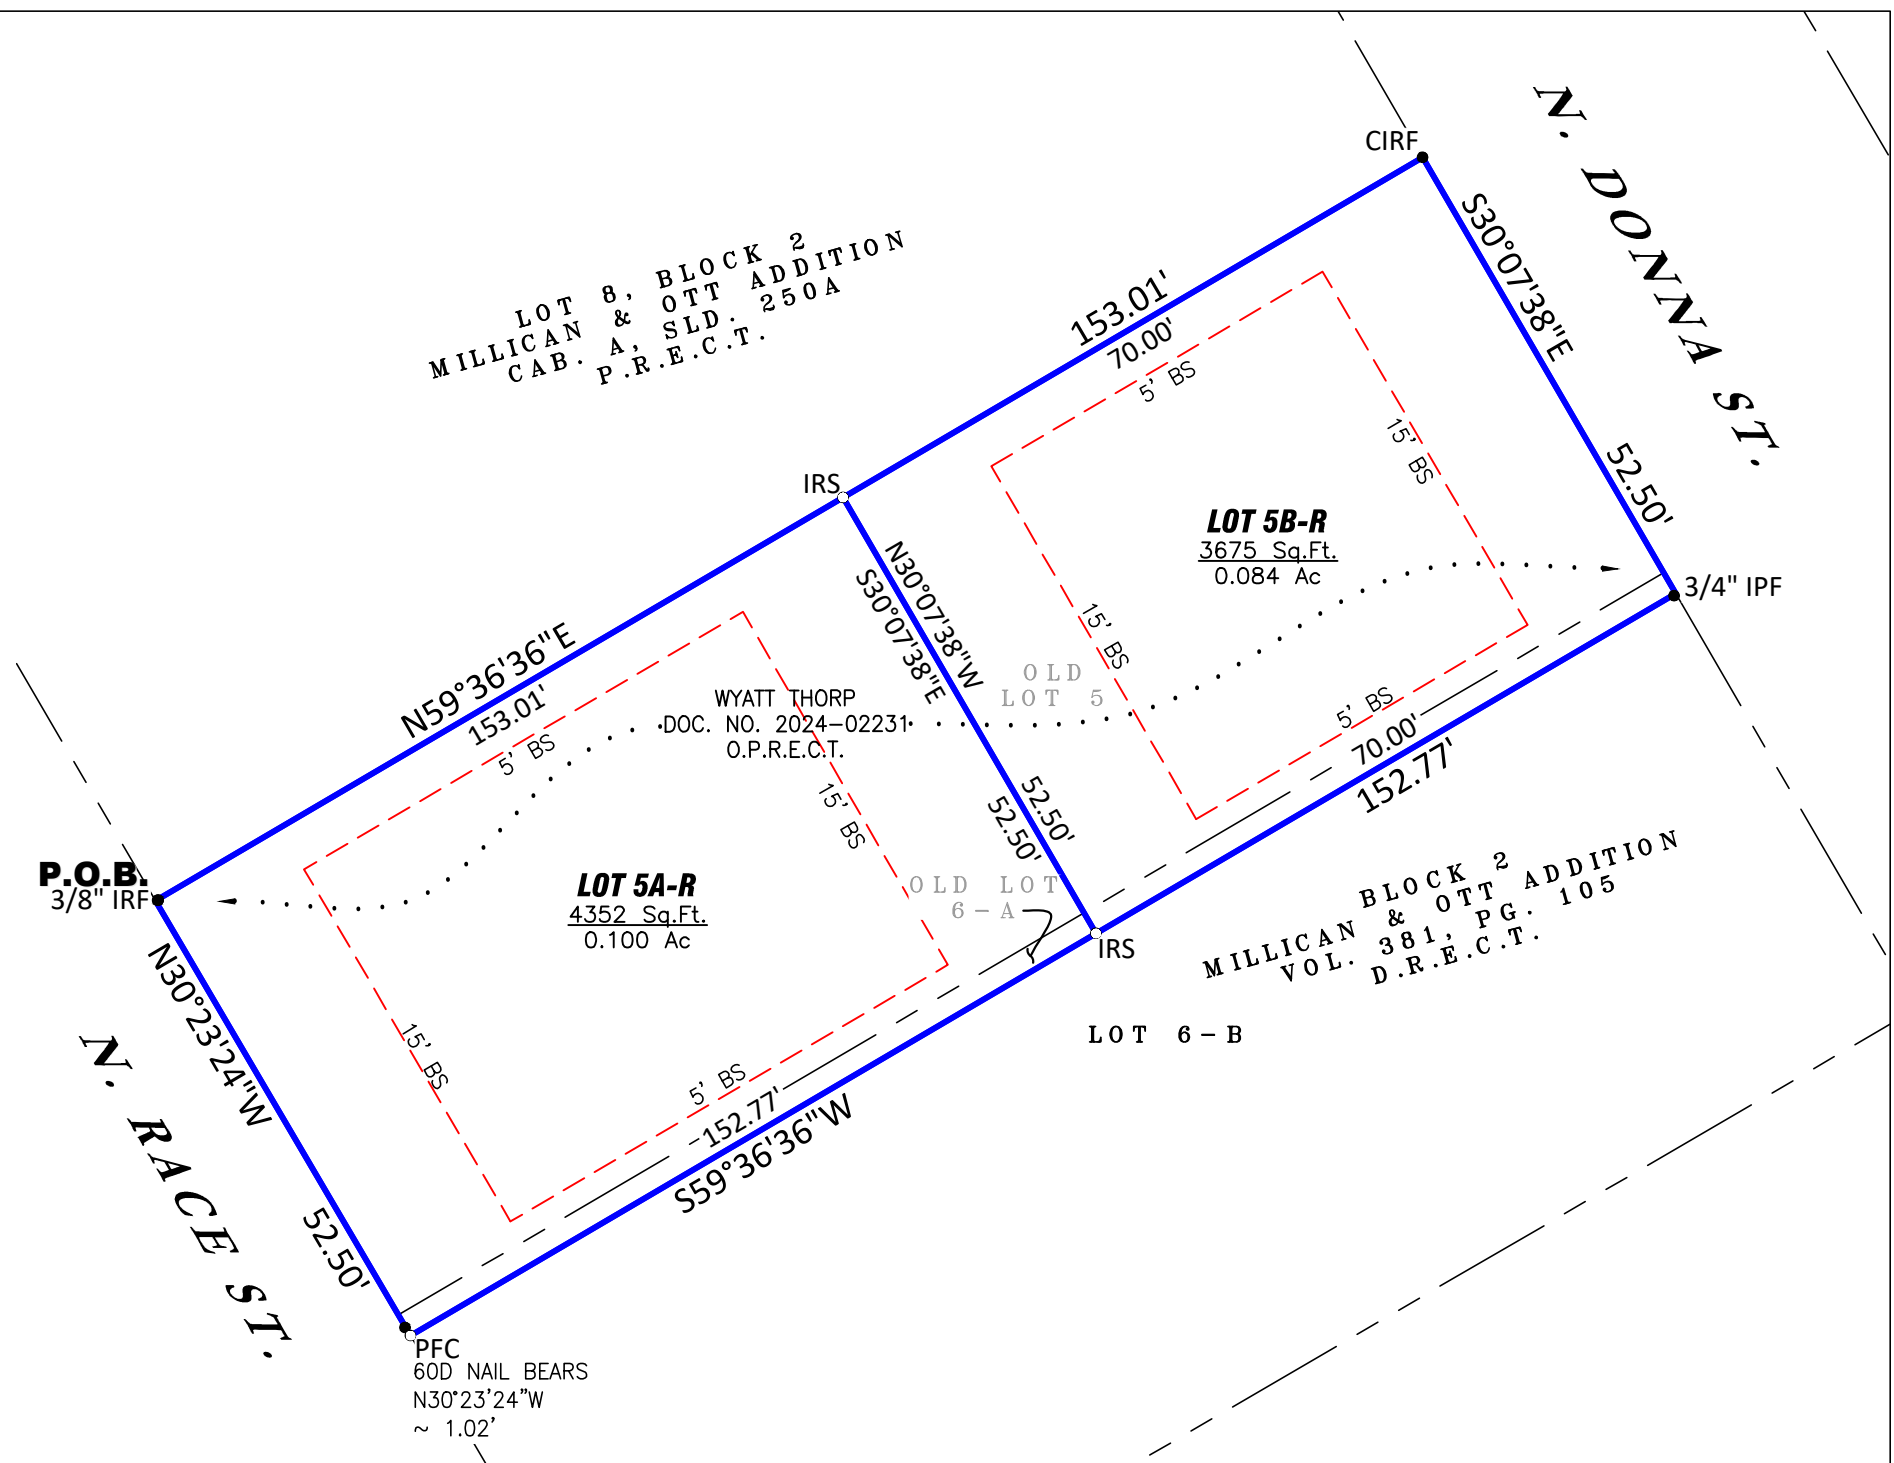 N. DONNA ST.
CIRF
S30°07'38"E
52.50'
LOT 8, BLOCK 2
MILLICAN & OTT ADDITION
CAB. A, SLD. 250A
P.R.E.C.T.
153.01'
70.00'
5' BS
15' BS
IRS
LOT 5B-R
3675 Sq.Ft.
0.084 Ac
3/4" IPF
N30°07'38"W
S30°07'38"E
15' BS
OLD
LOT 5
N59°36'36"E
153.01'
5' BS
WYATT THORP
DOC. NO. 2024-02231
O.P.R.E.C.T.
5' BS
70.00'
152.77'
15' BS
52.50'
52.50'
P.O.B.
3/8" IRF
LOT 5A-R
4352 Sq.Ft.
0.100 Ac
OLD LOT
6-A
IRS
BLOCK 2
MILLICAN & OTT ADDITION
VOL. 381, PG. 105
D.R.E.C.T.
LOT 6-B
N30°23'24"W
15' BS
5' BS
152.77'
S59°36'36"W
N. RACE ST.
52.50'
PFC
60D NAIL BEARS
N30°23'24"W
~ 1.02'